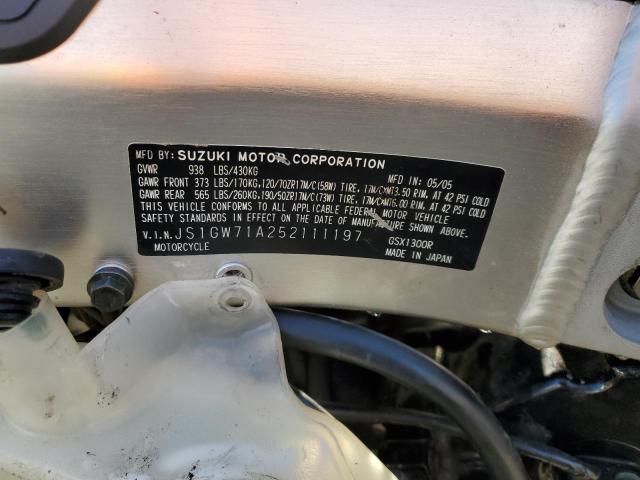 MFD.BY:SUZUKI MOTOR CORPORATION
GVWR 938 LBS/430KG MFD IN: 05/05
GAWR FRONT 373 LBS/170KG,120/70ZR17M/C(58W) TIRE, 17M/CXMT3.50 RIM, AT 42 PSI COLD
GAWR REAR 565 LBS/260KG,190/50ZR17M/C(73W) TIRE, 17M/CXMT6.00 RIM, AT 42 PSI COLD
THIS VEHICLE CONFORMS TO ALL APPLICABLE FEDERAL MOTOR VEHICLE
SAFETY STANDARDS IN EFFECT ON THE DATE OF MANUFACTURE SHOWN ABOVE.
V.I.N.JS1GW71A252111197 GSX1300R
MOTORCYCLE MADE IN JAPAN